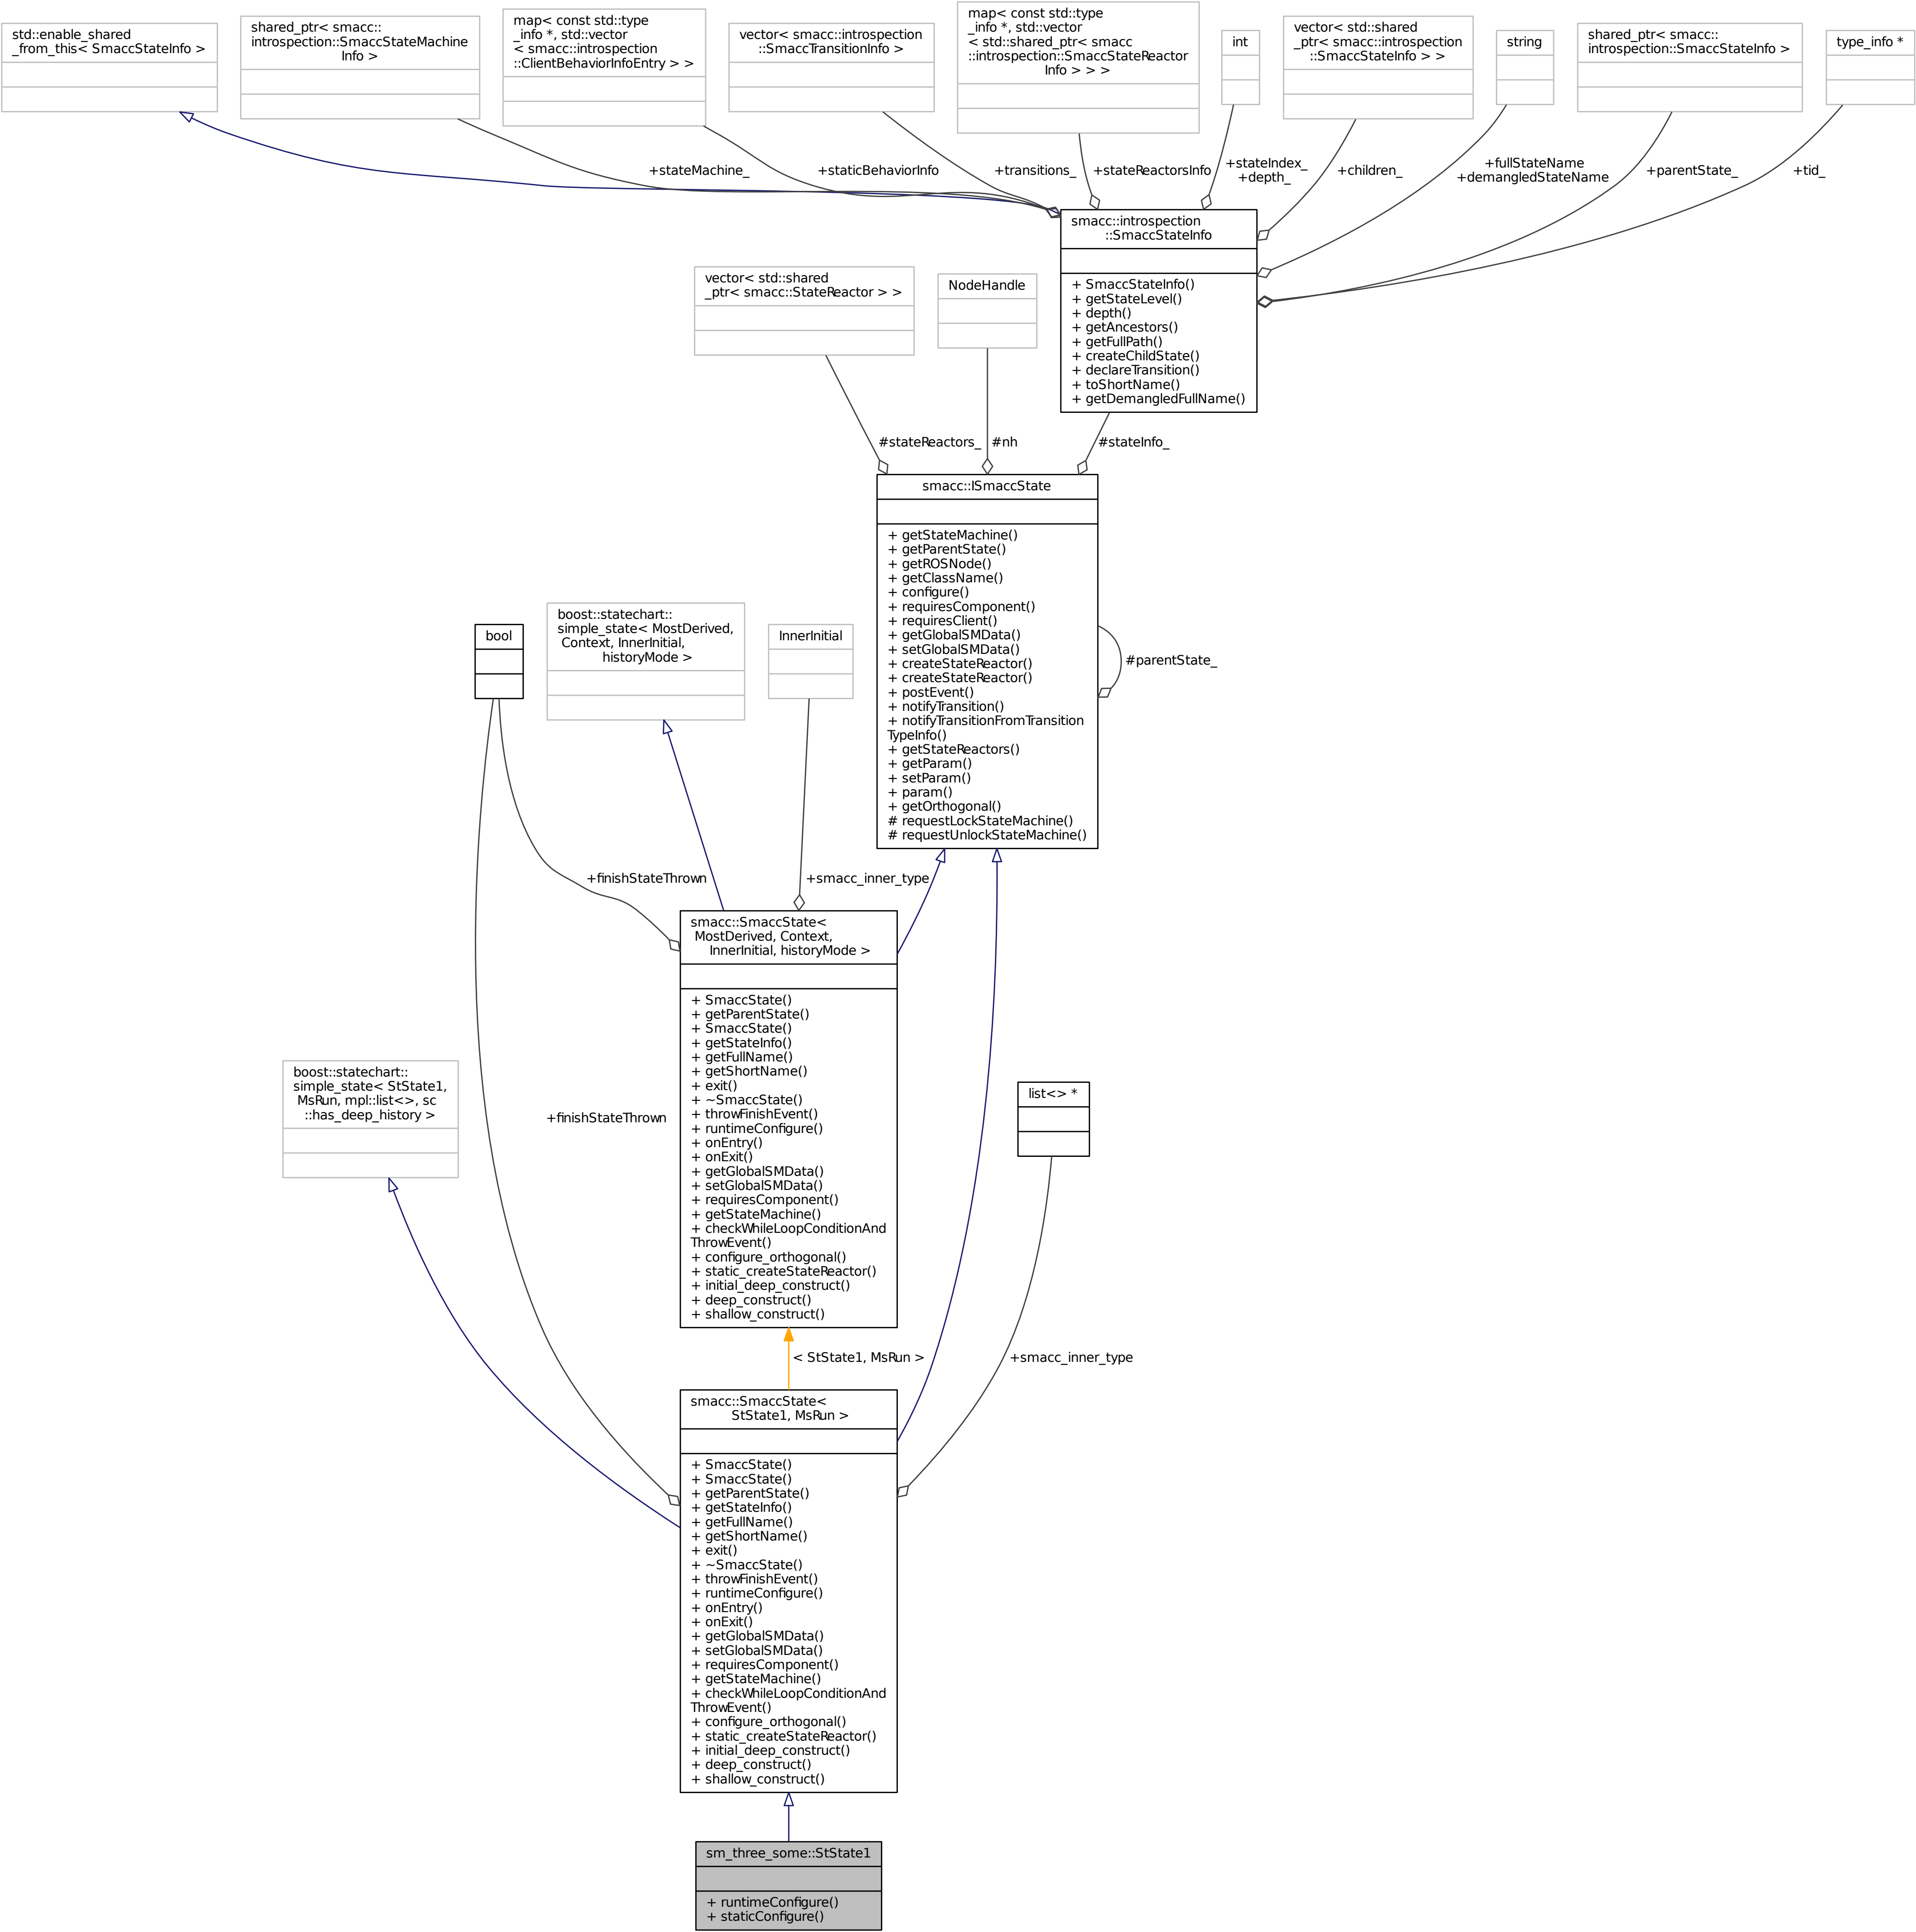 std::enable_shared
_from_this< SmaccStateInfo >
shared_ptr< smacc::
introspection::SmaccStateMachine
Info >
map< const std::type
_info *, std::vector
< smacc::introspection
::ClientBehaviorInfoEntry > >
vector< smacc::introspection
::SmaccTransitionInfo >
map< const std::type
_info *, std::vector
< std::shared_ptr< smacc
::introspection::SmaccStateReactor
Info > > >
int
vector< std::shared
_ptr< smacc::introspection
::SmaccStateInfo > >
string
shared_ptr< smacc::
introspection::SmaccStateInfo >
type_info *
+stateMachine_
+staticBehaviorInfo
+transitions_
+stateReactorsInfo
+stateIndex_
+depth_
+children_
+fullStateName
+demangledStateName
+parentState_
+tid_
smacc::introspection
::SmaccStateInfo
+ SmaccStateInfo()
+ getStateLevel()
+ depth()
+ getAncestors()
+ getFullPath()
+ createChildState()
+ declareTransition()
+ toShortName()
+ getDemangledFullName()
vector< std::shared
_ptr< smacc::StateReactor > >
NodeHandle
#stateReactors_
#nh
#stateInfo_
smacc::ISmaccState
+ getStateMachine()
+ getParentState()
+ getROSNode()
+ getClassName()
+ configure()
+ requiresComponent()
+ requiresClient()
+ getGlobalSMData()
+ setGlobalSMData()
+ createStateReactor()
+ createStateReactor()
+ postEvent()
+ notifyTransition()
+ notifyTransitionFromTransition
TypeInfo()
+ getStateReactors()
+ getParam()
+ setParam()
+ param()
+ getOrthogonal()
# requestLockStateMachine()
# requestUnlockStateMachine()
#parentState_
bool
boost::statechart::
simple_state< MostDerived,
Context, InnerInitial,
historyMode >
InnerInitial
+finishStateThrown
+smacc_inner_type
smacc::SmaccState<
MostDerived, Context,
InnerInitial, historyMode >
+ SmaccState()
+ getParentState()
+ SmaccState()
+ getStateInfo()
+ getFullName()
+ getShortName()
+ exit()
+ ~SmaccState()
+ throwFinishEvent()
+ runtimeConfigure()
+ onEntry()
+ onExit()
+ getGlobalSMData()
+ setGlobalSMData()
+ requiresComponent()
+ getStateMachine()
+ checkWhileLoopConditionAnd
ThrowEvent()
+ configure_orthogonal()
+ static_createStateReactor()
+ initial_deep_construct()
+ deep_construct()
+ shallow_construct()
boost::statechart::
simple_state< StState1,
MsRun, mpl::list<>, sc
::has_deep_history >
+finishStateThrown
list<> *
< StState1, MsRun >
+smacc_inner_type
smacc::SmaccState<
StState1, MsRun >
+ SmaccState()
+ SmaccState()
+ getParentState()
+ getStateInfo()
+ getFullName()
+ getShortName()
+ exit()
+ ~SmaccState()
+ throwFinishEvent()
+ runtimeConfigure()
+ onEntry()
+ onExit()
+ getGlobalSMData()
+ setGlobalSMData()
+ requiresComponent()
+ getStateMachine()
+ checkWhileLoopConditionAnd
ThrowEvent()
+ configure_orthogonal()
+ static_createStateReactor()
+ initial_deep_construct()
+ deep_construct()
+ shallow_construct()
sm_three_some::StState1
+ runtimeConfigure()
+ staticConfigure()